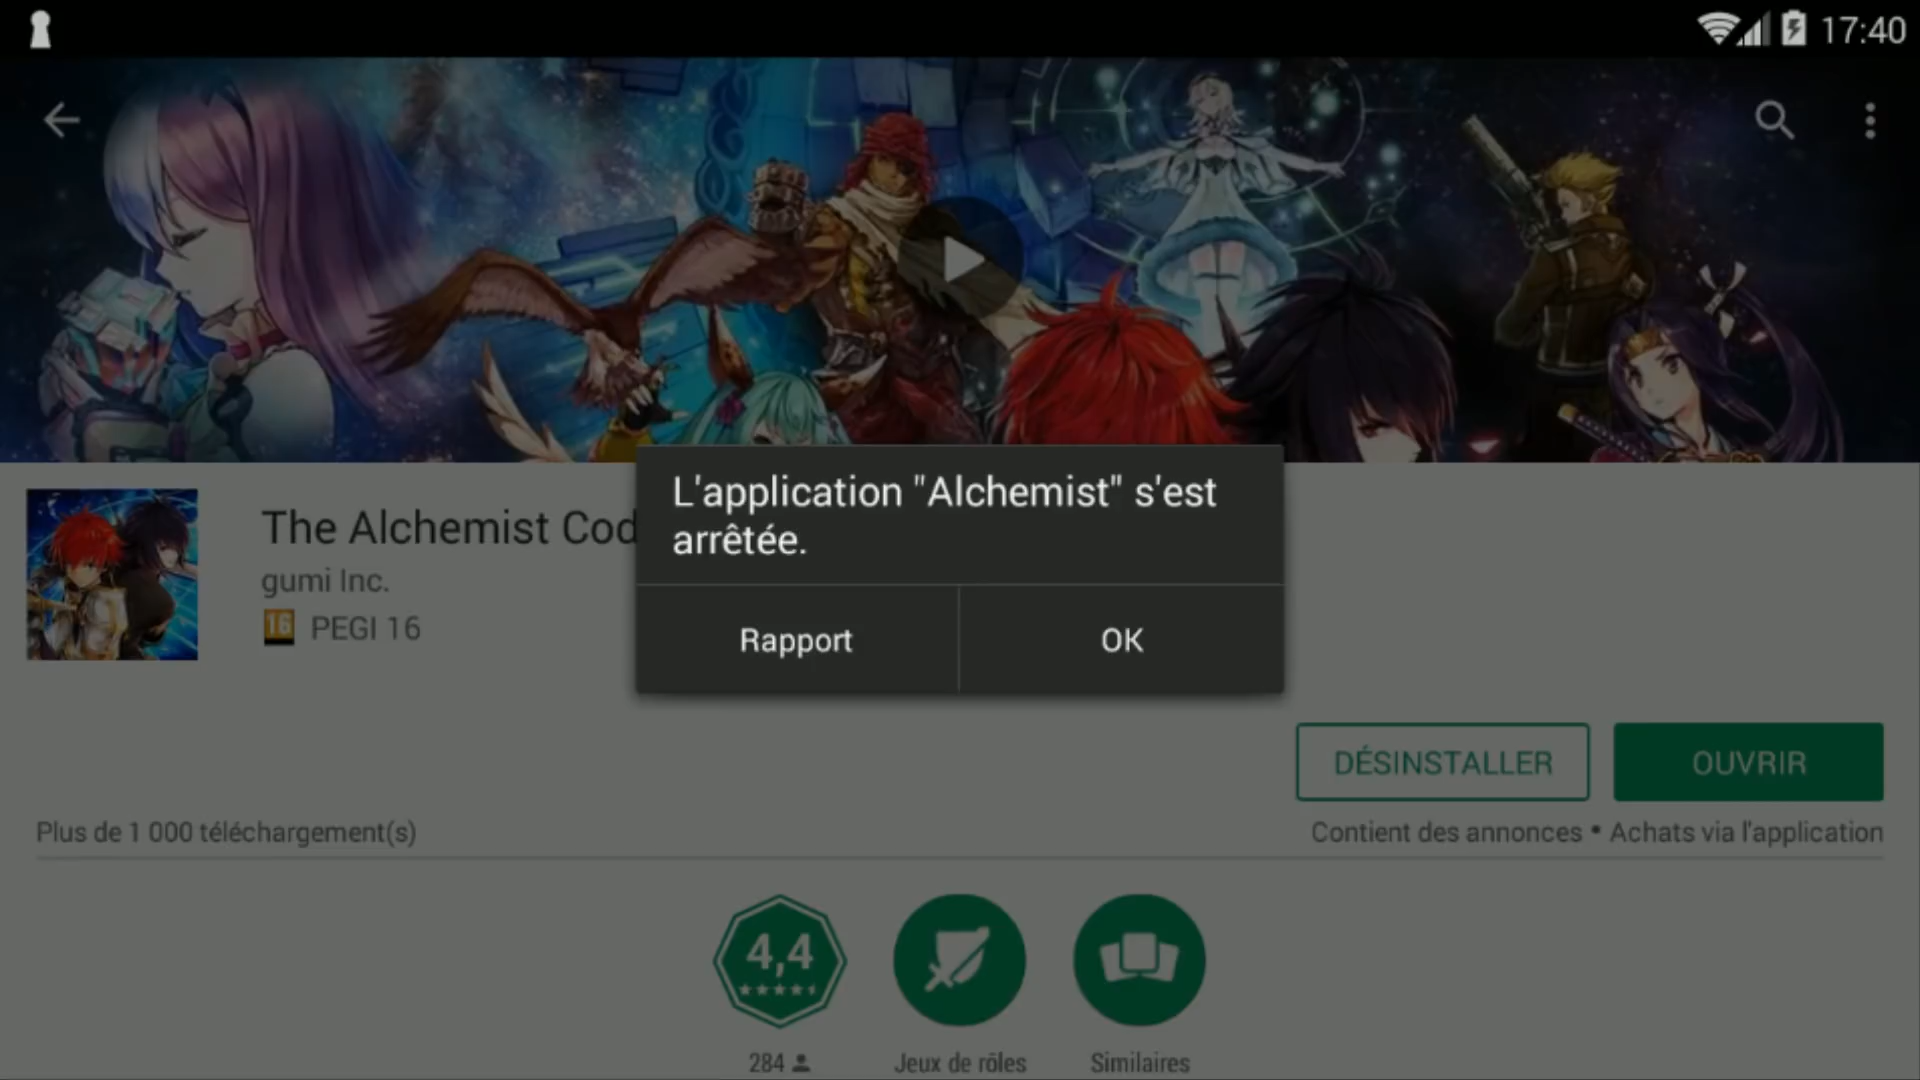 17:40
L'application "Alchemist" s'est
arrêtée.
Rapport
OK
The Alchemist Cod
gumi Inc.
16 PEGI 16
DÉSINSTALLER
OUVRIR
Plus de 1 000 téléchargement(s)
Contient des annonces • Achats via l'application
4,4
284
Jeux de rôles
Similaires